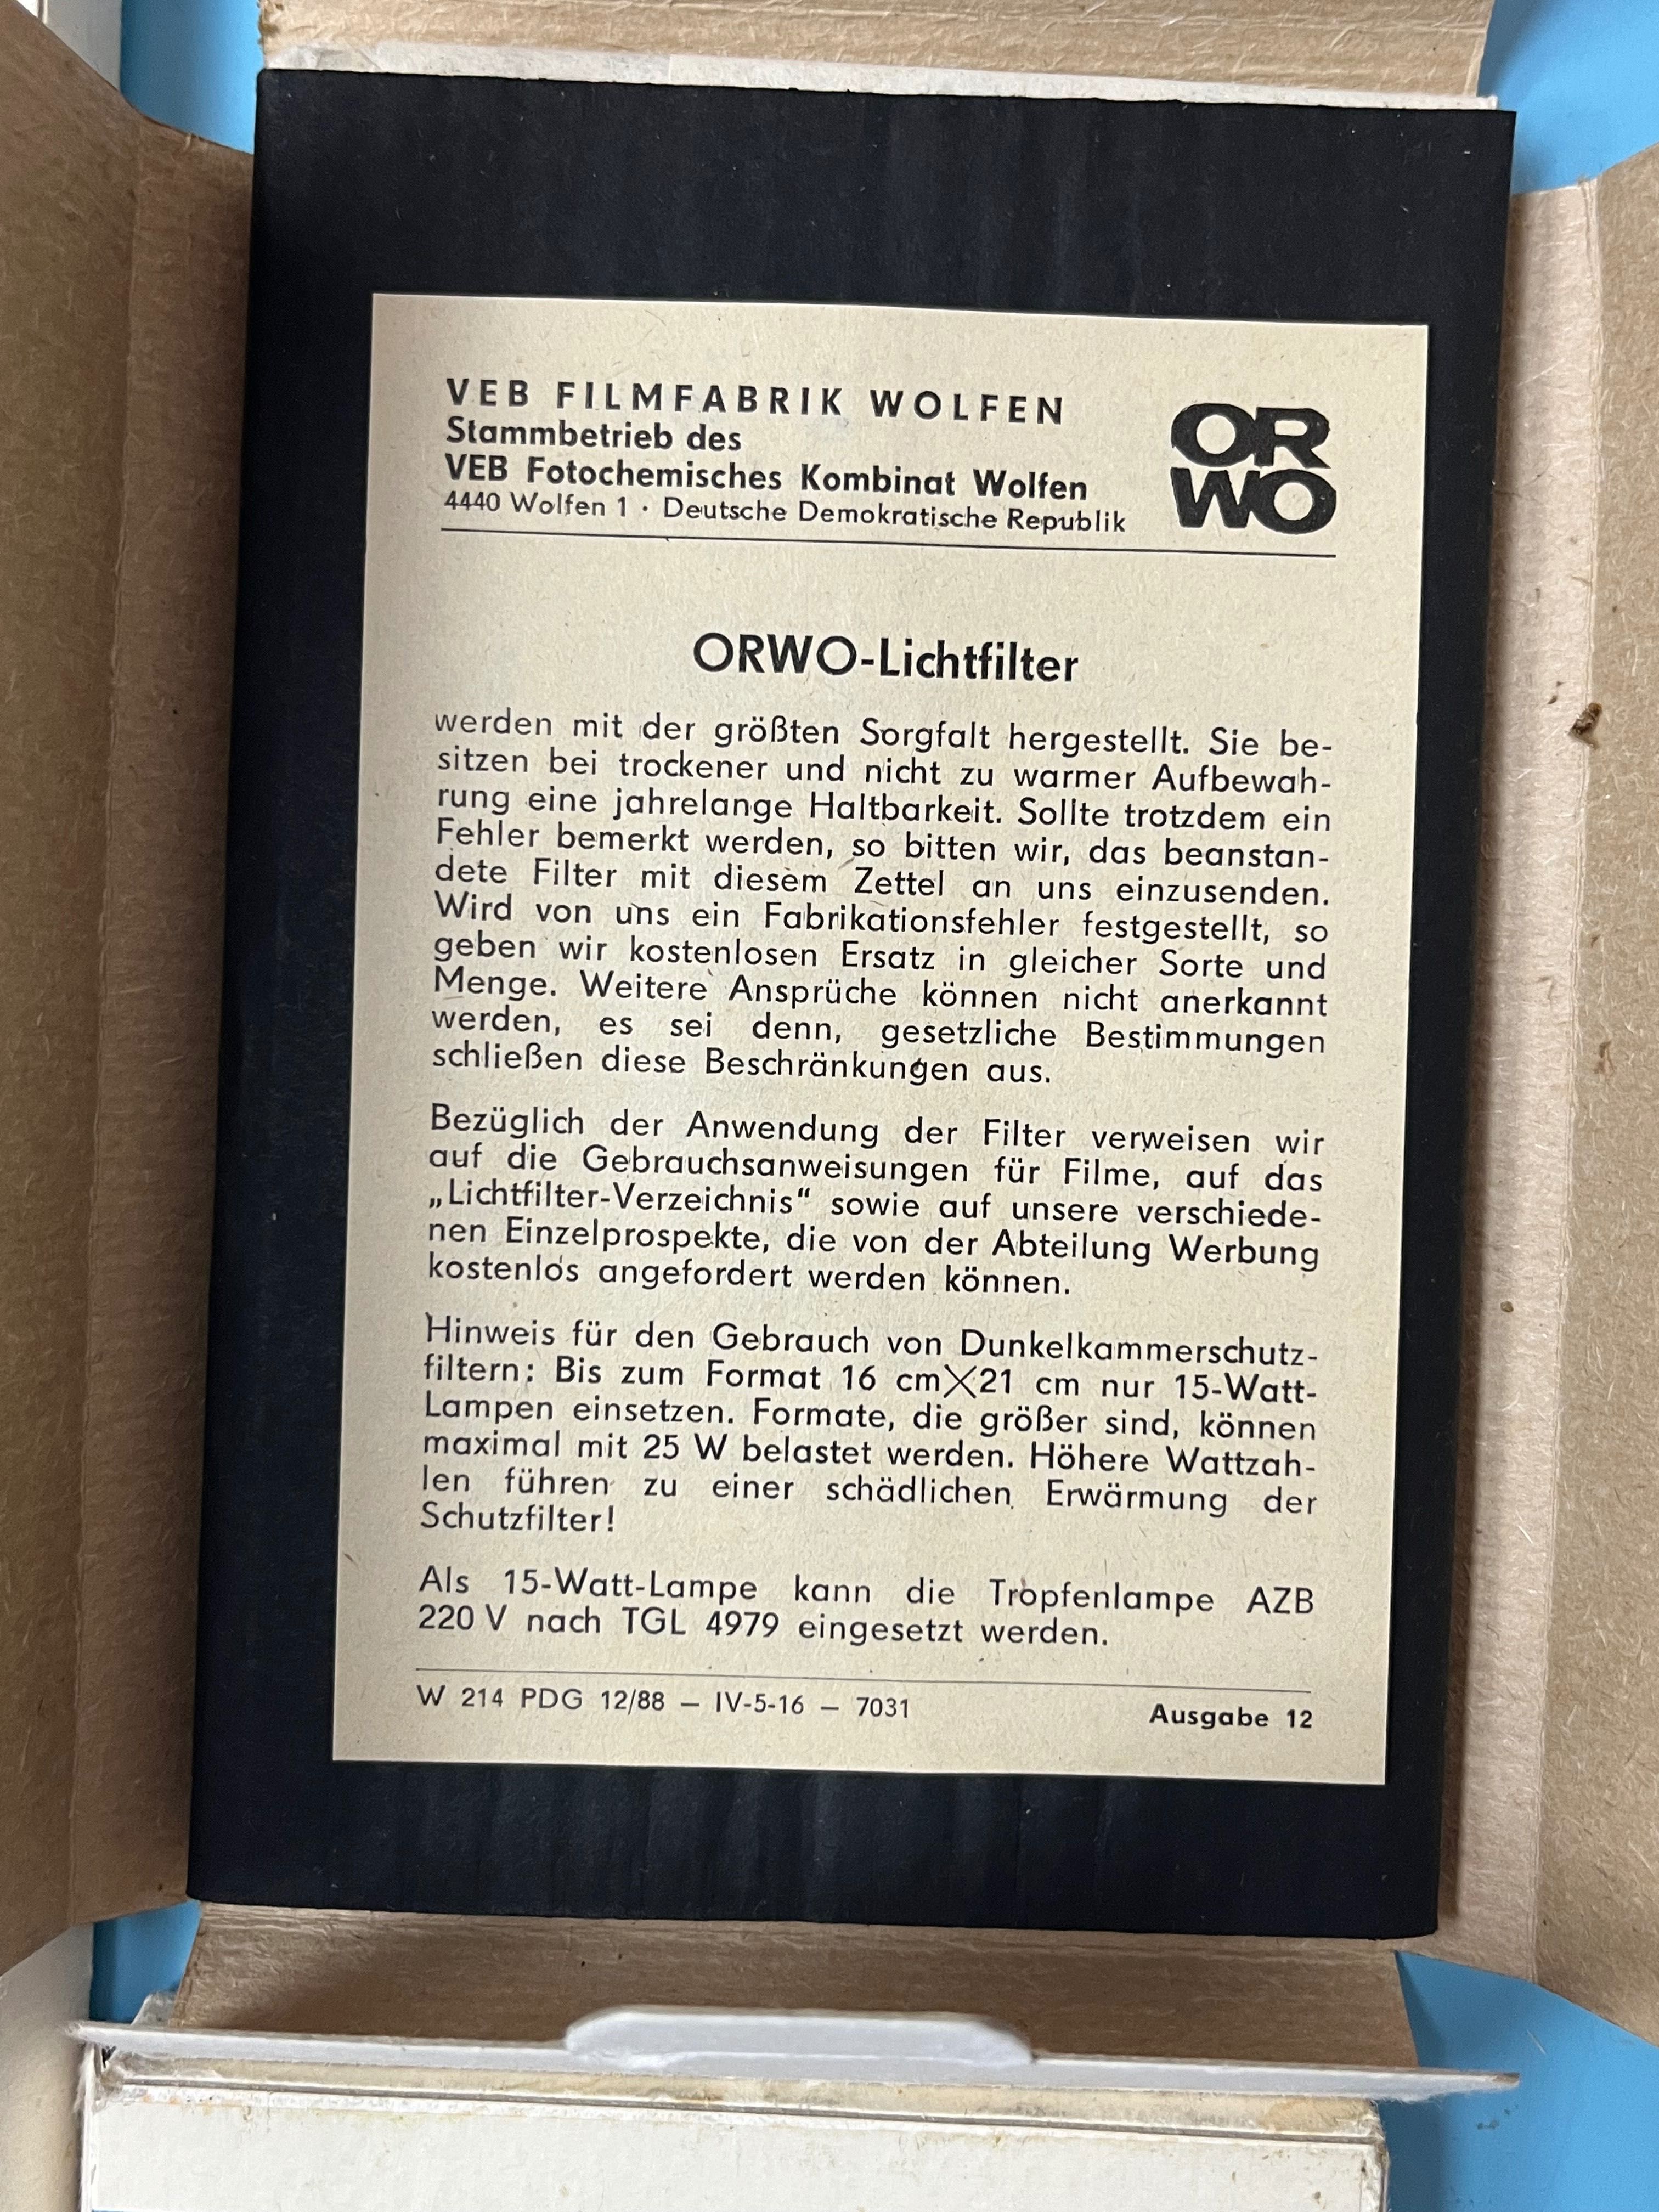 VEB FILMFABRIK WOLFEN
Stammbetrieb des
VEB Fotochemisches Kombinat Wolfen
4440 Wolfen 1 · Deutsche Demokratische Republik
OR
WO
ORWO-Lichtfilter
werden mit der größten Sorgfalt hergestellt. Sie be-
sitzen bei trockener und nicht zu warmer Aufbewah-
rung eine jahrelange Haltbarkeit. Sollte trotzdem ein
Fehler bemerkt werden, so bitten wir, das beanstan-
dete Filter mit diesem Zettel an uns einzusenden.
Wird von uns ein Fabrikationsfehler festgestellt, so
geben wir kostenlosen Ersatz in gleicher Sorte und
Menge. Weitere Ansprüche können nicht anerkannt
werden, es sei denn, gesetzliche Bestimmungen
schließen diese Beschränkungen aus.
Bezüglich der Anwendung der Filter verweisen wir
auf die Gebrauchsanweisungen für Filme, auf das
„Lichtfilter-Verzeichnis“ sowie auf unsere verschiede-
nen Einzelprospekte, die von der Abteilung Werbung
kostenlos angefordert werden können.
Hinweis für den Gebrauch von Dunkelkammerschutz-
filtern: Bis zum Format 16 cm╳21 cm nur 15-Watt-
Lampen einsetzen. Formate, die größer sind, können
maximal mit 25 W belastet werden. Höhere Wattzah-
len führen zu einer schädlichen Erwärmung der
Schutzfilter!
Als 15-Watt-Lampe kann die Tropfenlampe AZB
220 V nach TGL 4979 eingesetzt werden.
W 214 PDG 12/88 — IV-5-16 — 7031
Ausgabe 12